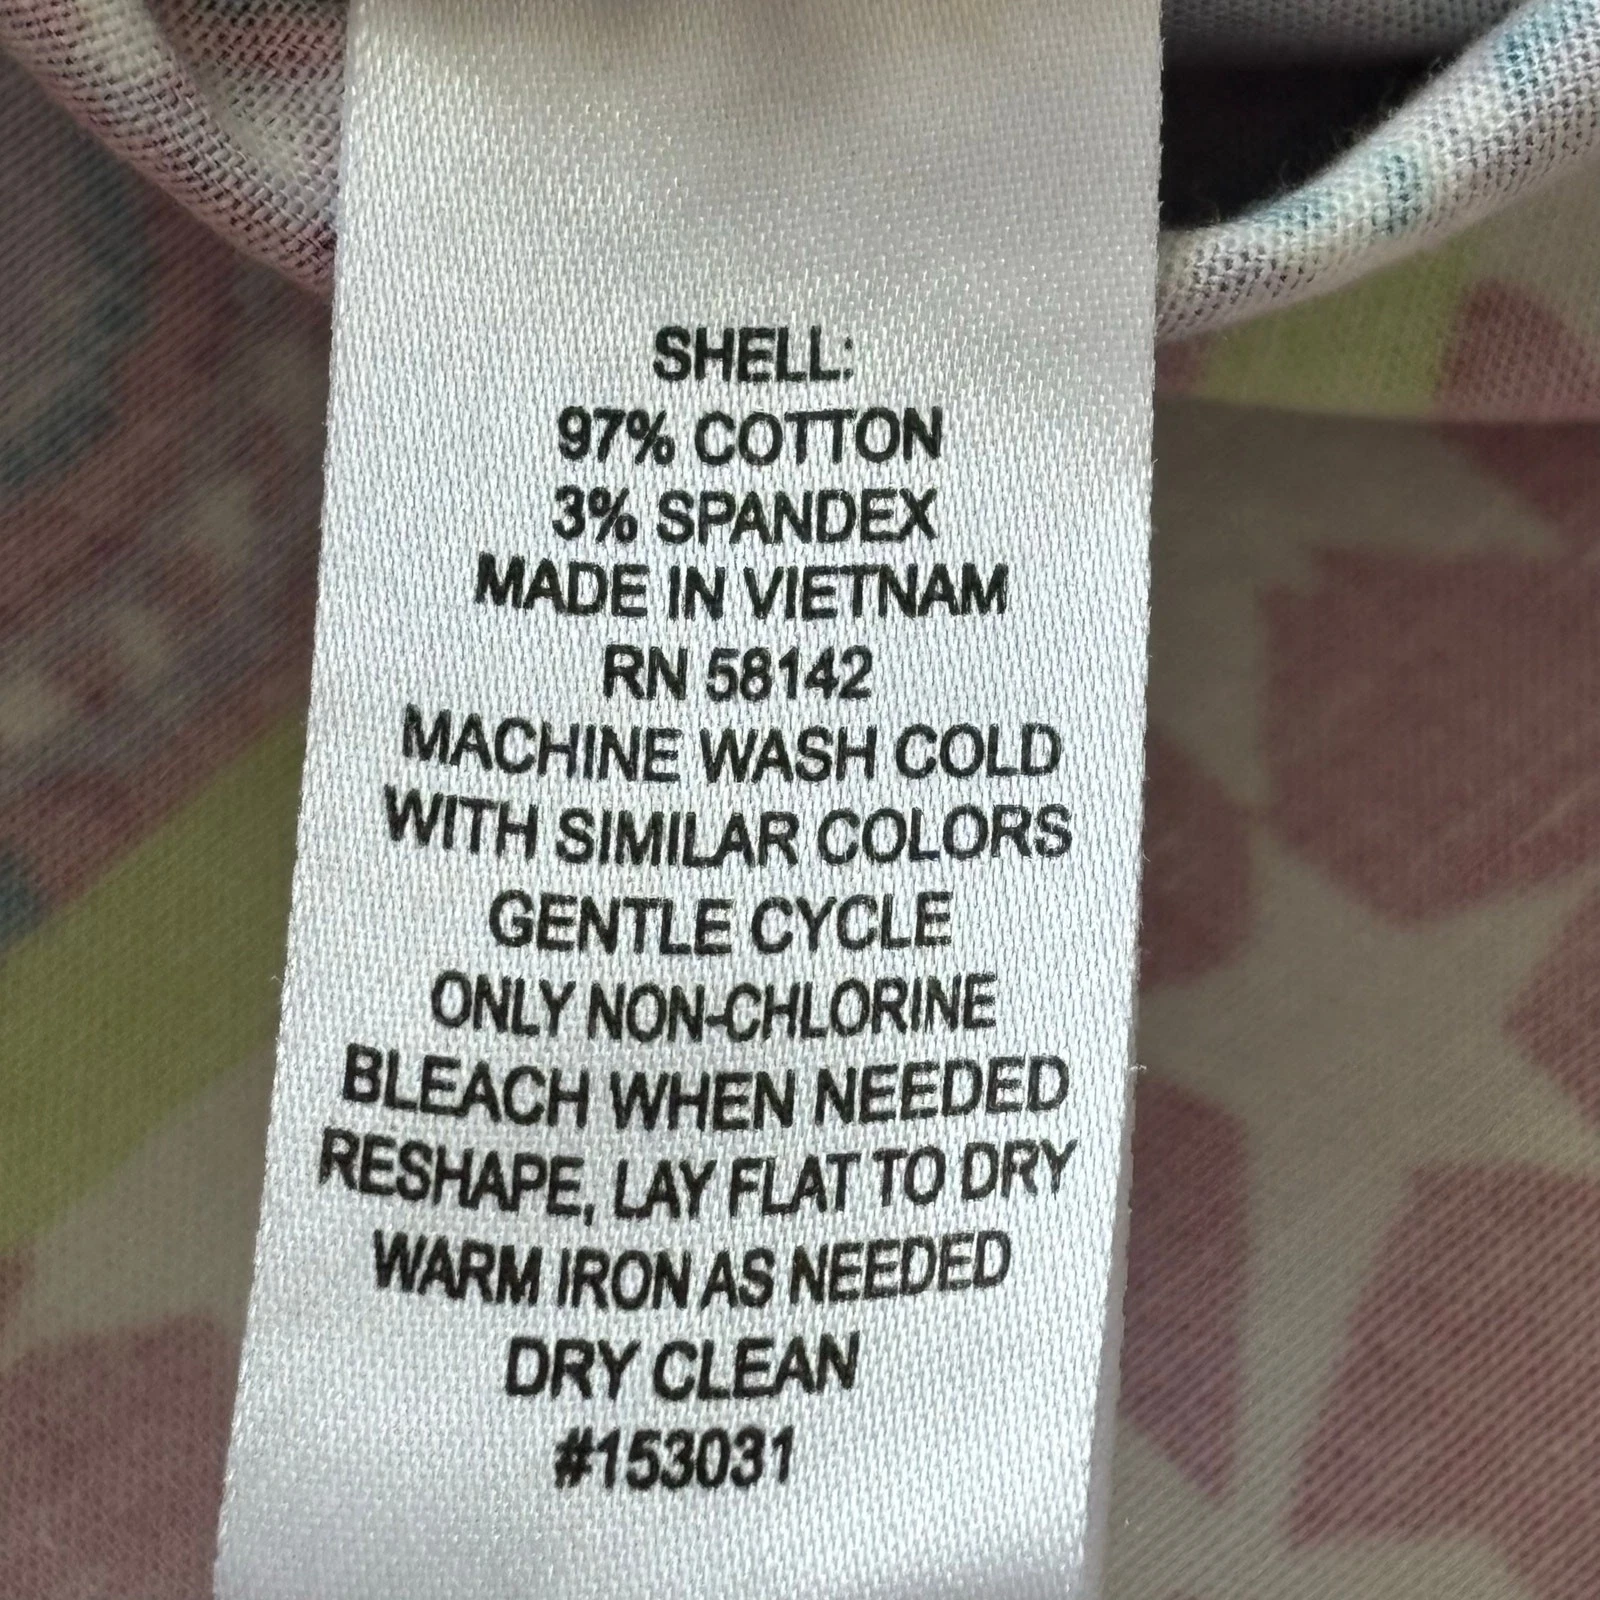 SHELL:
97% COTTON
3% SPANDEX
MADE IN VIETNAM
RN 58142
MACHINE WASH COLD
WITH SIMILAR COLORS
GENTLE CYCLE
ONLY NON-CHLORINE
BLEACH WHEN NEEDED
RESHAPE, LAY FLAT TO DRY
WARM IRON AS NEEDED
DRY CLEAN
#153031